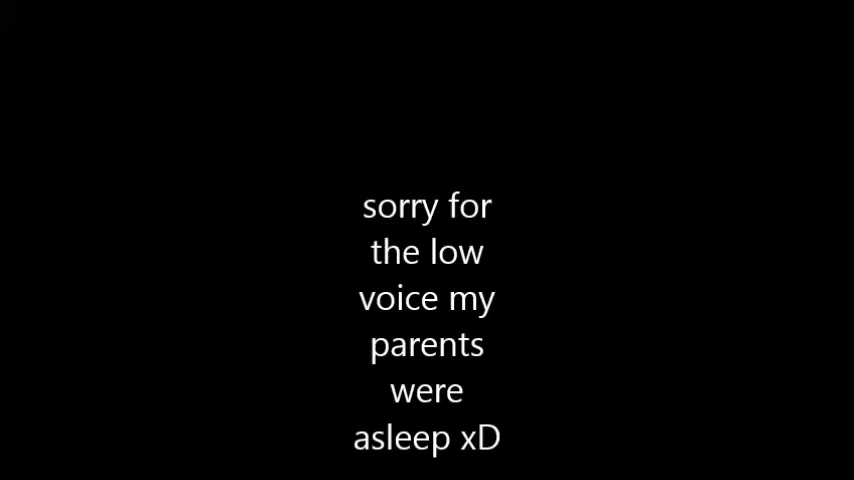 sorry for
the low
voice my
parents
were
asleep xD